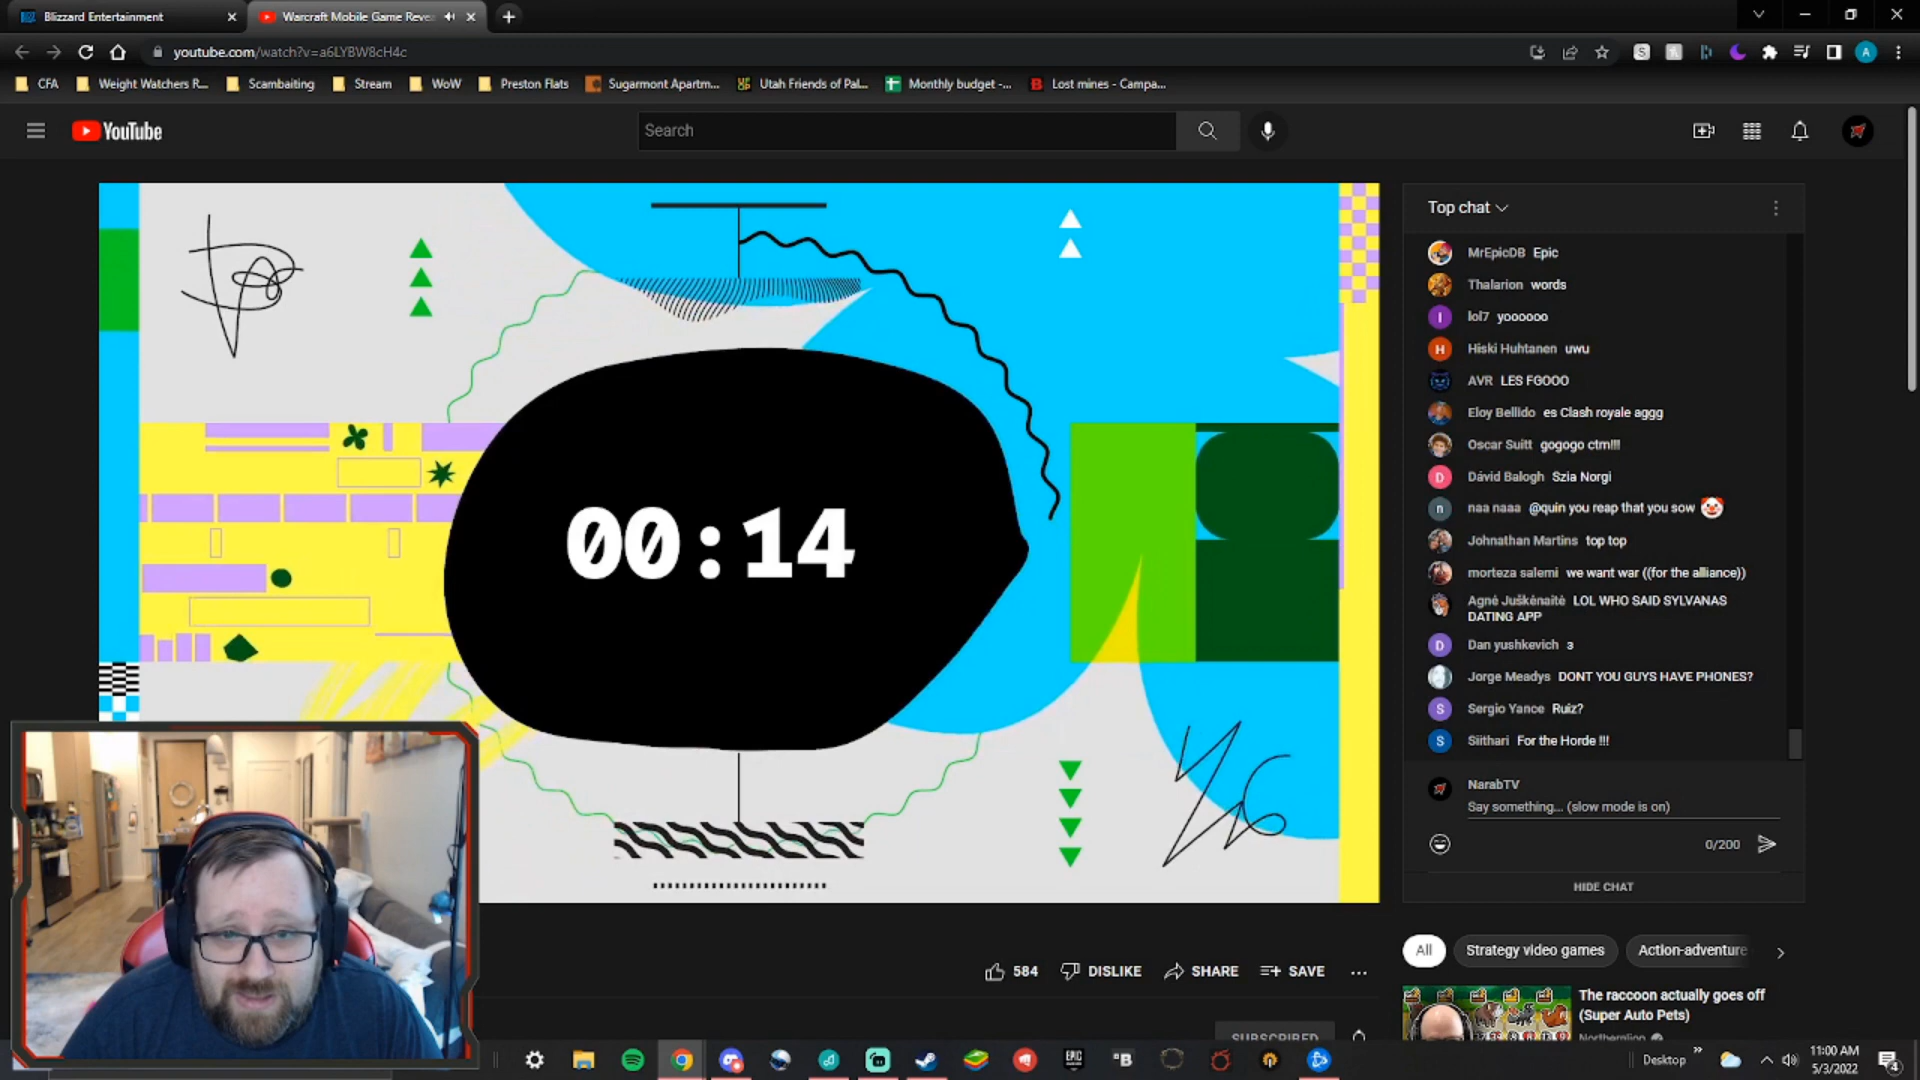 Blizzard Entertainment
Warcraft Mobile Game Reve
youtube.com/watch?v=a6LYBW8cH4c
CFA
Weight Watchers R...
Scambaiting
Stream
WoW
Preston Flats
Sugarmont Apartm...
Utah Friends of Pal...
Monthly budget -...
Lost mines - Campa...
YouTube
Search
Top chat
MrEpicDB Epic
Thalarion words
lol7 yoooooo
Hiski Huhtanen uwu
AVR LES FGOOO
Eloy Bellido es Clash royale aggg
Oscar Suitt gogogo ctm!!!
Dávid Balogh Szia Norgi
naa naaa @quin you reap that you sow
Johnathan Martins top top
morteza salemi we want war ((for the alliance))
Agnė Juškėnaitė LOL WHO SAID SYLVANAS
DATING APP
Dan yushkevich 3
Jorge Meadys DONT YOU GUYS HAVE PHONES?
Sergio Yance Ruiz?
Siithari For the Horde !!!
00:14
NarabTV
Say something... (slow mode is on)
0/200
HIDE CHAT
All
Strategy video games
Action-adventure
584
DISLIKE
SHARE
SAVE
The raccoon actually goes off
(Super Auto Pets)
Northernlion
SUBSCRIBED
Desktop
11:00 AM
5/3/2022